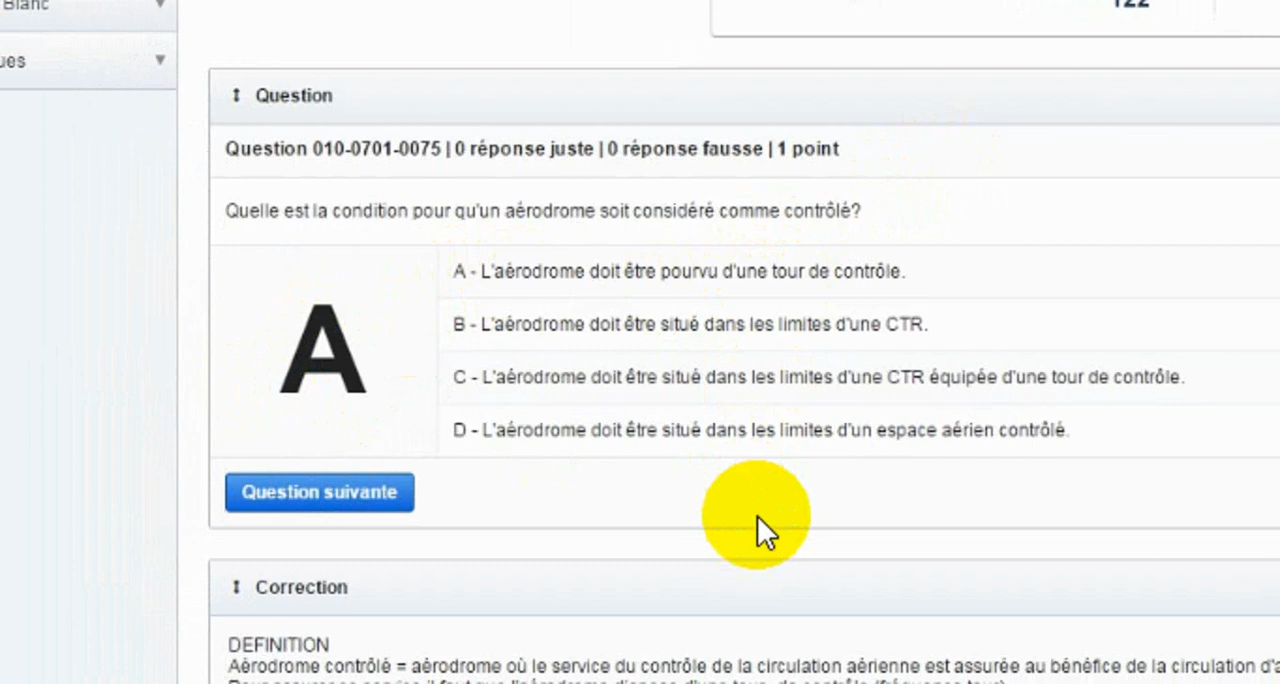 Blanc
122
ues
Question
Question 010-0701-0075 | 0 réponse juste | 0 réponse fausse | 1 point
Quelle est la condition pour qu'un aérodrome soit considéré comme contrôlé?
A - L'aérodrome doit être pourvu d'une tour de contrôle.
B - L'aérodrome doit être situé dans les limites d'une CTR.
A
C - L'aérodrome doit être situé dans les limites d'une CTR équipée d'une tour de contrôle.
D - L'aérodrome doit être situé dans les limites d'un espace aérien contrôlé.
Question suivante
Correction
DEFINITION
Aérodrome contrôlé = aérodrome où le service du contrôle de la circulation aérienne est assurée au bénéfice de la circulation